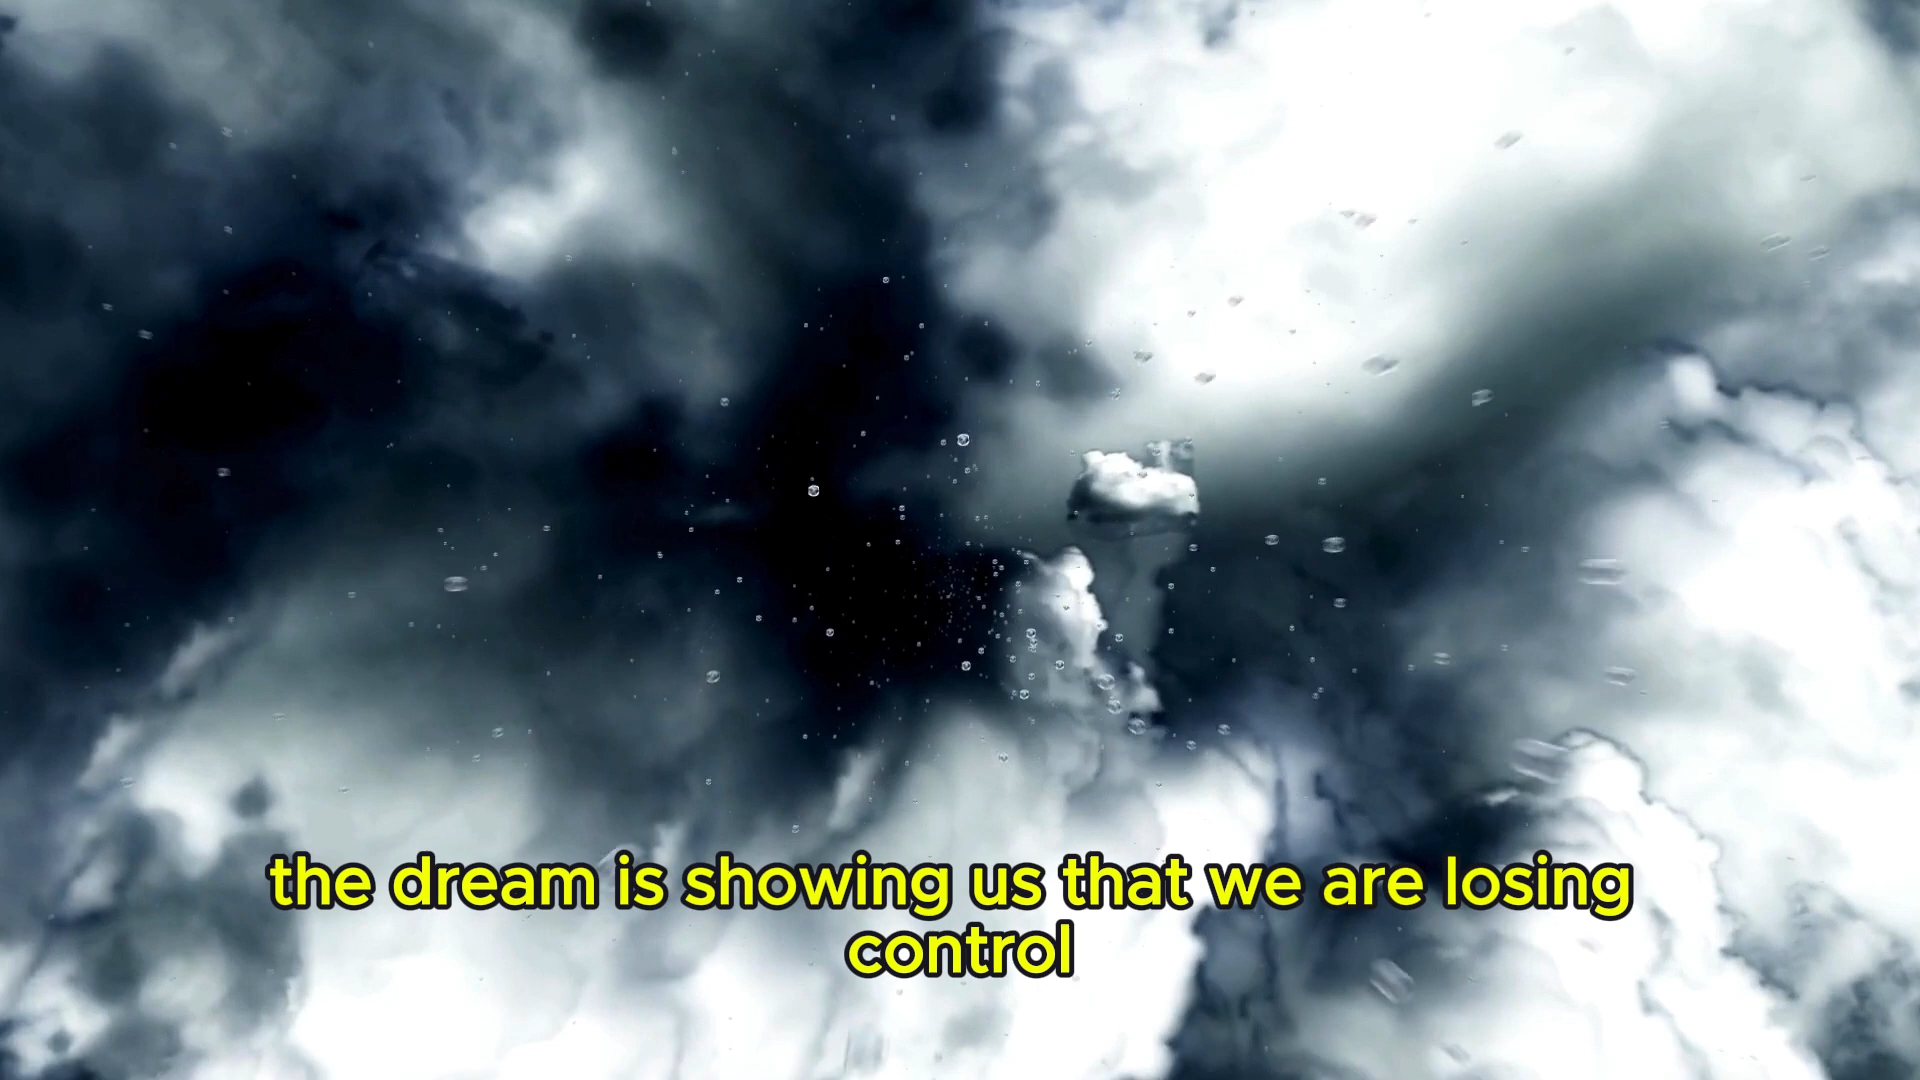 the dream is showing us that we are losing
control